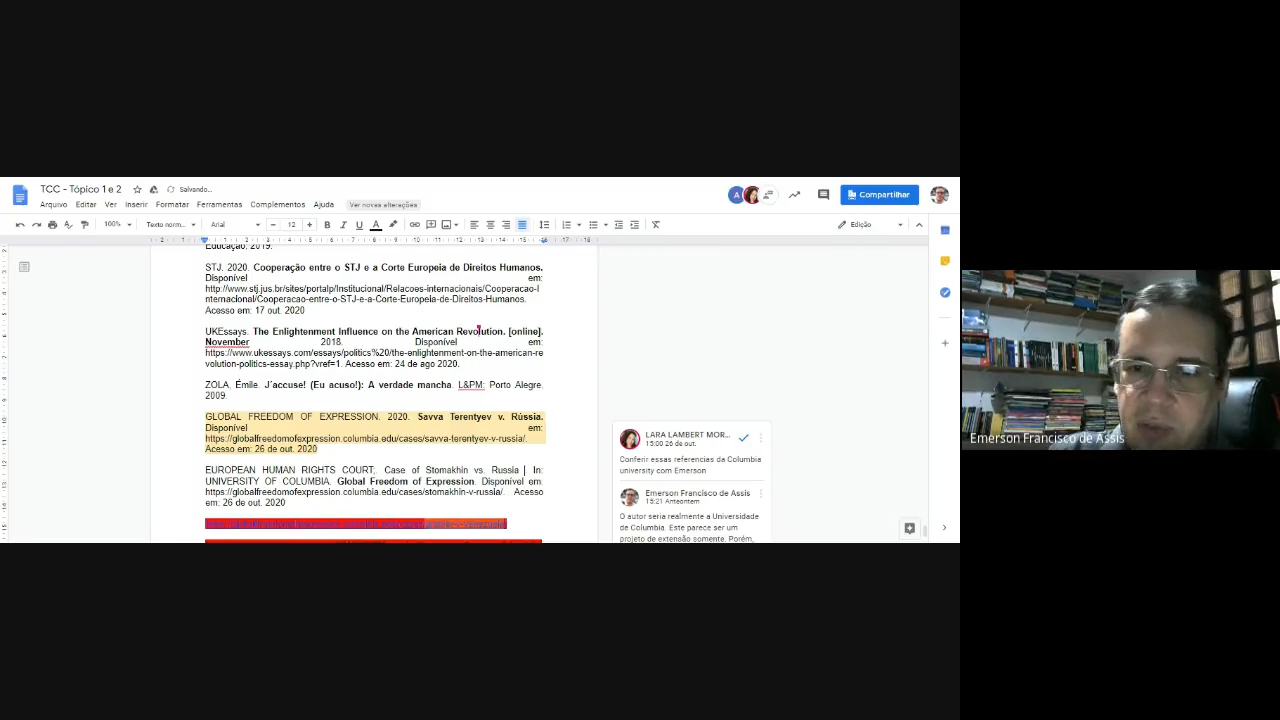 TCC - Tópico 1 e 2
Salvando...
Arquivo Editar Ver Inserir Formatar Ferramentas Complementos Ajuda
Ver novas alterações
A
Compartilhar
100% Texto norm... Arial 12
Edição
Educação, 2019.
STJ. 2020. Cooperação entre o STJ e a Corte Europeia de Direitos Humanos.
Disponível em:
http://www.stj.jus.br/sites/portalp/Institucional/Relacoes-internacionais/Cooperacao-I
nternacional/Cooperacao-entre-o-STJ-e-a-Corte-Europeia-de-Direitos-Humanos.
Acesso em: 17 out. 2020
UKEssays. The Enlightenment Influence on the American Revolution. [online].
November 2018. Disponível em:
https://www.ukessays.com/essays/politics%20/the-enlightenment-on-the-american-re
volution-politics-essay.php?vref=1. Acesso em: 24 de ago 2020.
ZOLA, Émile. J´accuse! (Eu acuso!): A verdade mancha. L&PM: Porto Alegre,
2009.
GLOBAL FREEDOM OF EXPRESSION. 2020. Savva Terentyev v. Rússia.
Disponível em:
https://globalfreedomofexpression.columbia.edu/cases/savva-terentyev-v-russia/.
Acesso em: 26 de out. 2020
EUROPEAN HUMAN RIGHTS COURT;. Case of Stomakhin vs. Russia In:
UNIVERSITY OF COLUMBIA. Global Freedom of Expression. Disponível em:
https://globalfreedomofexpression.columbia.edu/cases/stomakhin-v-russia/. Acesso
em: 26 de out. 2020
LARA LAMBERT MOR...
15:00 26 de out.
Conferir essas referencias da Columbia
university com Emerson
Emerson Francisco de Assis
15:21 Anteontem
O autor seria realmente a Universidade
de Columbia. Este parece ser um
projeto de extensão somente. Porém,
Emerson Francisco de Assis